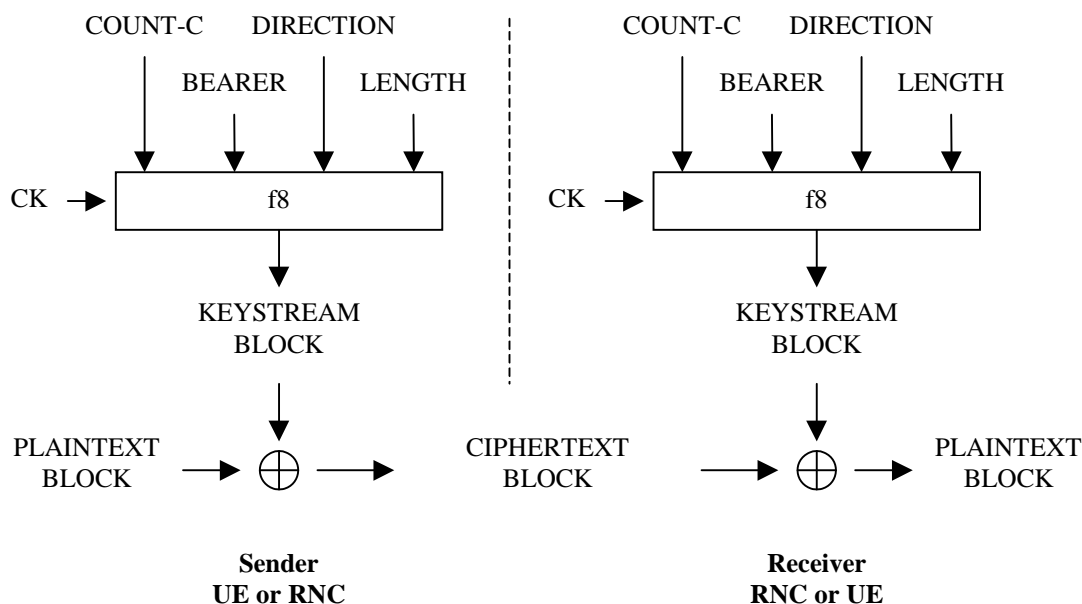 COUNT-C DIRECTION COUNT-C DIRECTION
BEARER LENGTH BEARER LENGTH
CK f8 CK f8
KEYSTREAM KEYSTREAM
BLOCK BLOCK
PLAINTEXT CIPHERTEXT PLAINTEXT
BLOCK BLOCK BLOCK
Sender Receiver
UE or RNC RNC or UE